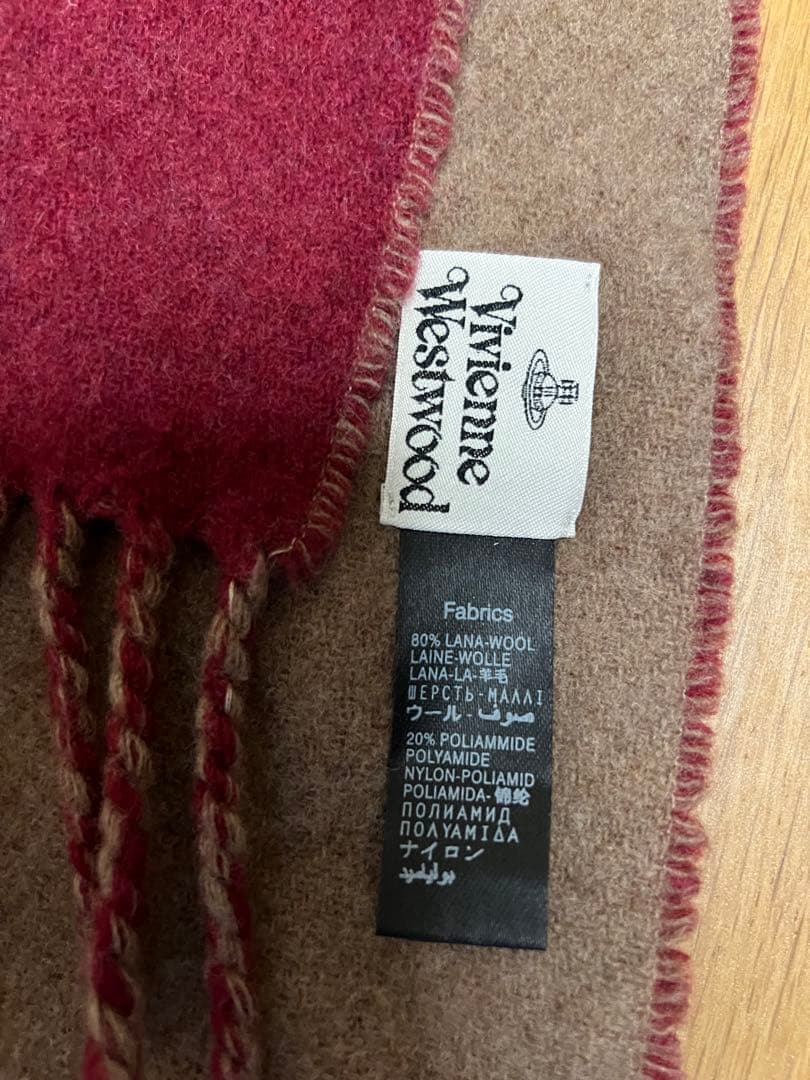 Vivienne
Westwood
Fabrics
80% LANA-WOOL
LAINE-WOLLE
LANA-LA-羊毛
ШЕРСТЬ-ΜΑΛΛΙ
ウール-صوف
20% POLIAMMIDE
POLYAMIDE
NYLON-POLIAMID
POLIAMIDA-锦纶
ПОЛИАМИД
ΠΟΛΥΑΜΙΔΑ
ナイロン
بوليامید